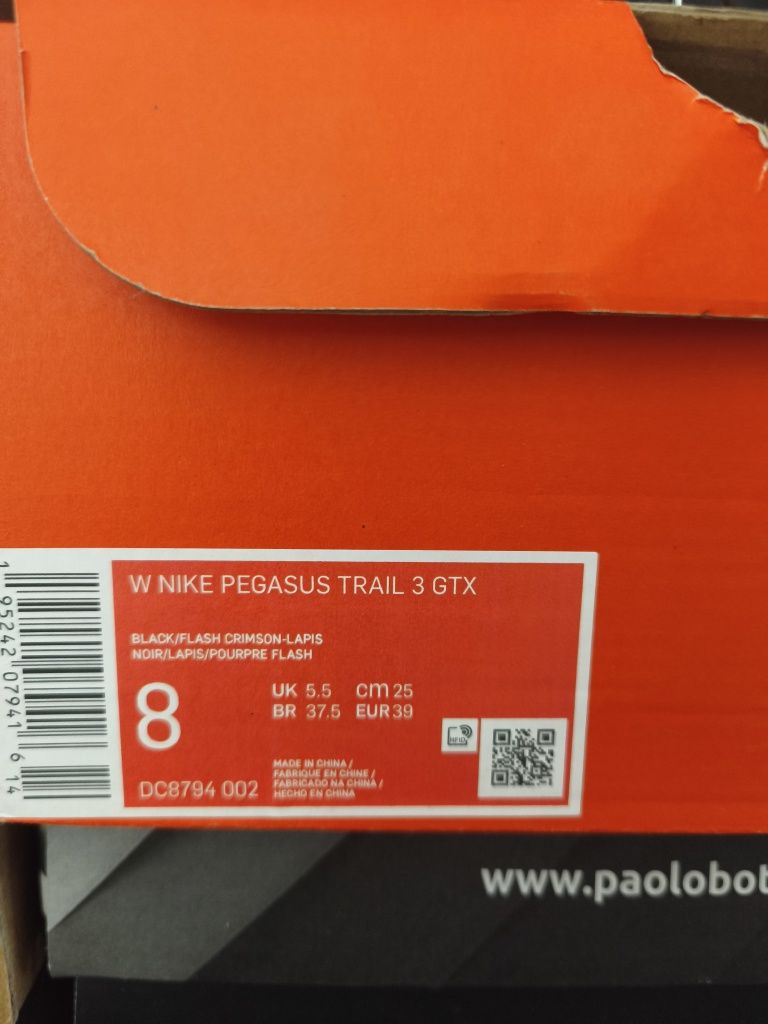 W NIKE PEGASUS TRAIL 3 GTX
BLACK/FLASH CRIMSON-LAPIS
NOIR/LAPIS/POURPRE FLASH
8
UK 5.5 cm 25
BR 37.5 EUR 39
DC8794 002
MADE IN CHINA /
FABRIQUE EN CHINE /
FABRICADO NA CHINA /
HECHO EN CHINA
RFID
1 95242 07941 6 14
www.paolobot